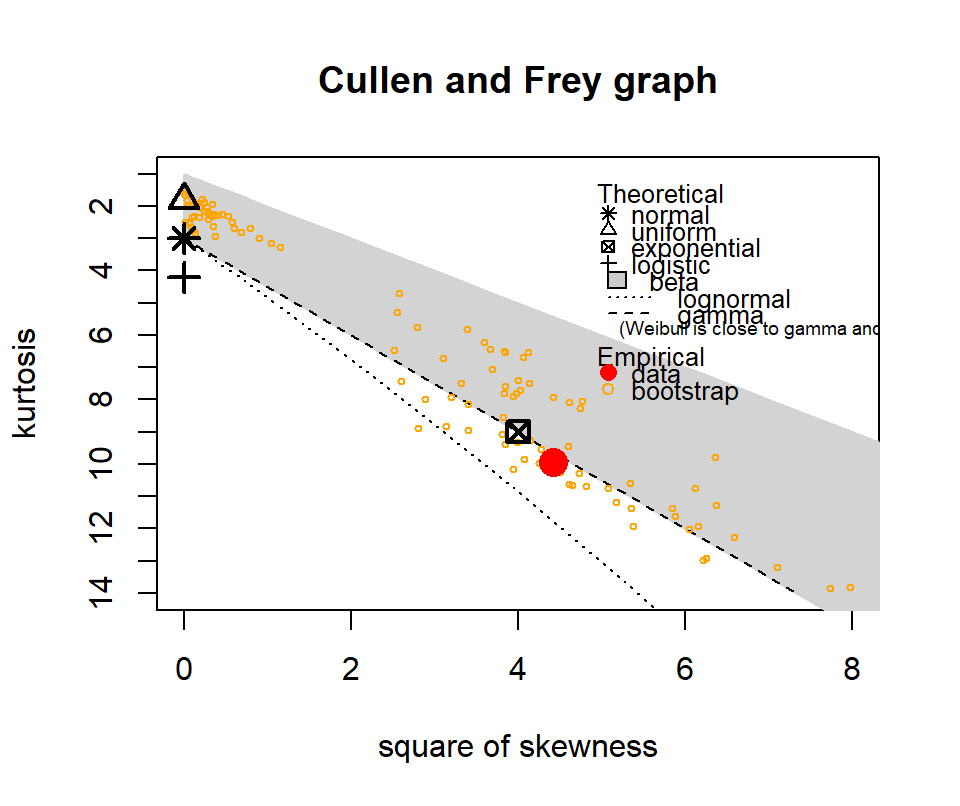 Cullen and Frey graph
kurtosis
2
4
6
8
10
12
14
Theoretical
normal
uniform
exponential
logistic
beta
lognormal
gamma
(Weibull is close to gamma and
Empirical
data
bootstrap
0 2 4 6 8
square of skewness